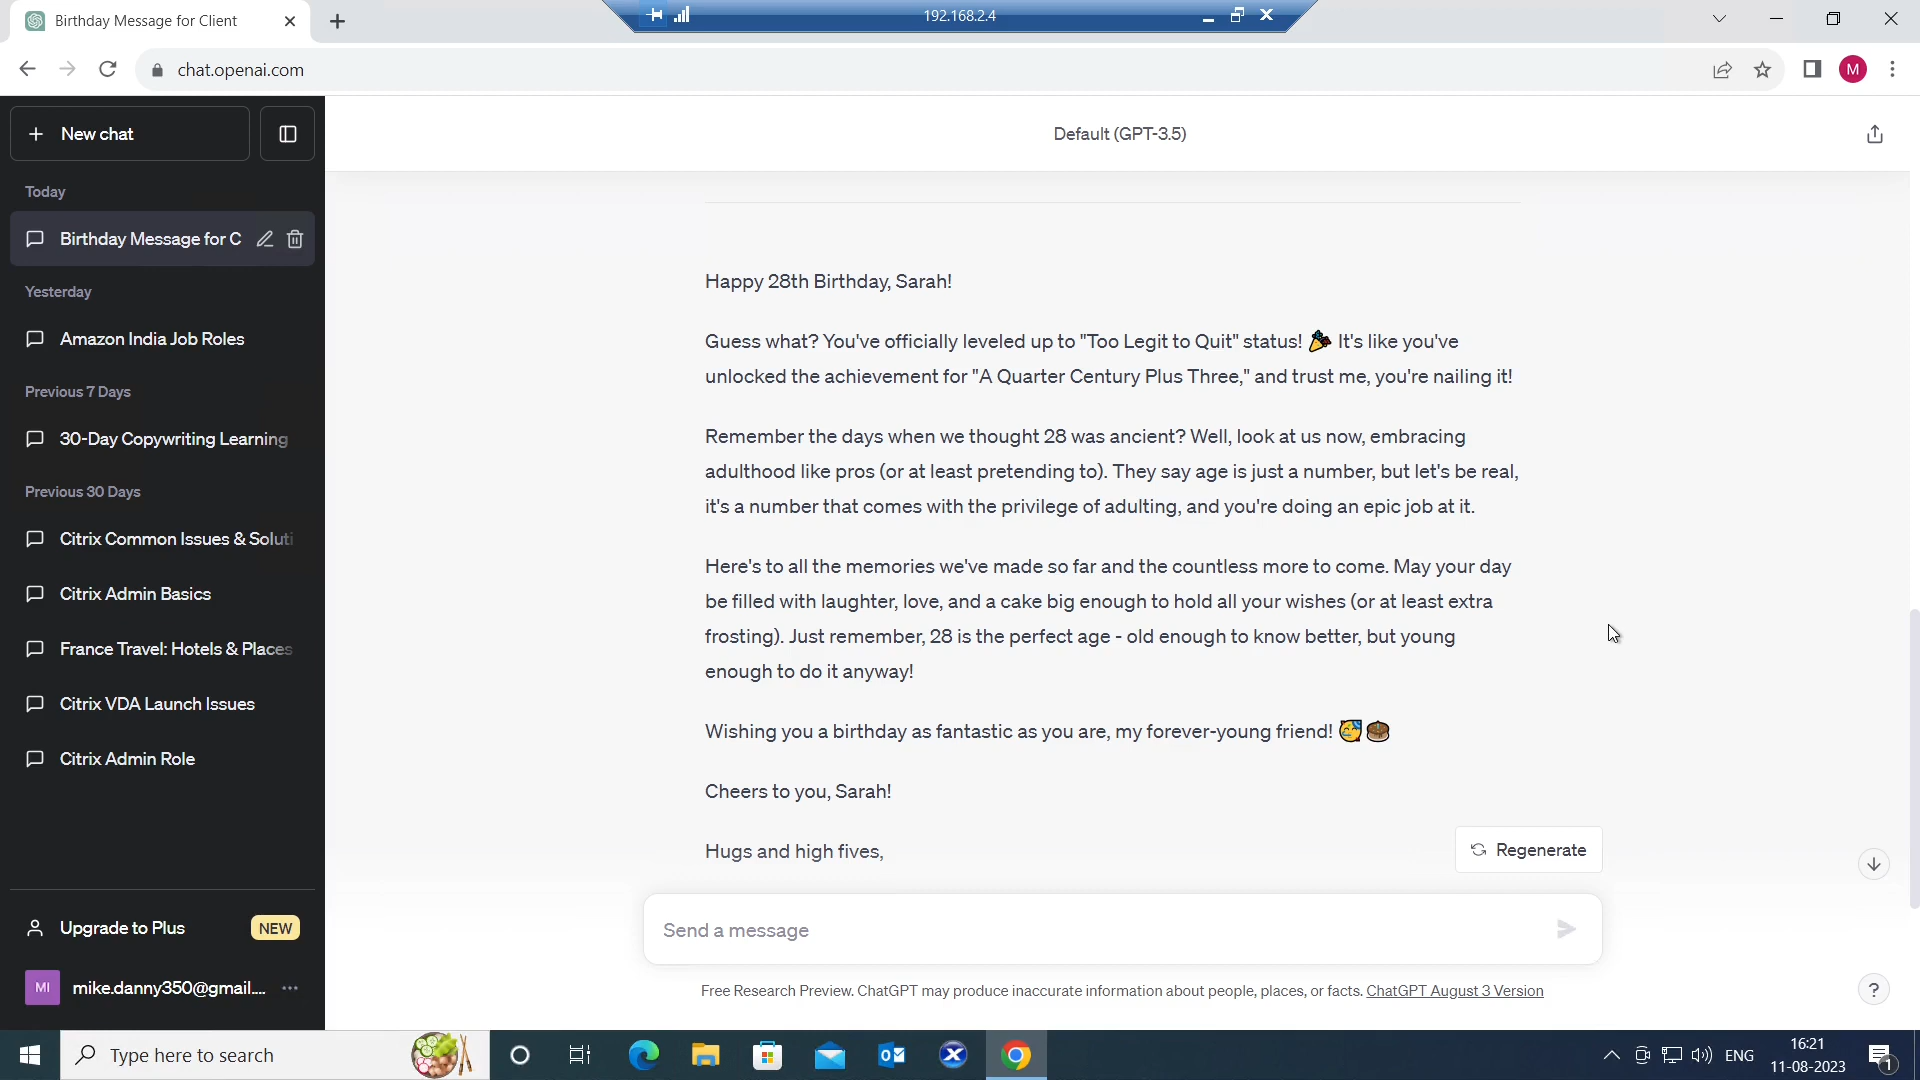 Birthday Message for Client
192.168.2.4
chat.openai.com
M
New chat
Default (GPT-3.5)
Today
Birthday Message for C
Yesterday
Amazon India Job Roles
Previous 7 Days
30-Day Copywriting Learning
Previous 30 Days
Citrix Common Issues & Soluti
Citrix Admin Basics
France Travel: Hotels & Places
Citrix VDA Launch Issues
Citrix Admin Role
Upgrade to Plus NEW
MI mike.danny350@gmail....
Happy 28th Birthday, Sarah!
Guess what? You've officially leveled up to "Too Legit to Quit" status! 🎉 It's like you've
unlocked the achievement for "A Quarter Century Plus Three," and trust me, you're nailing it!
Remember the days when we thought 28 was ancient? Well, look at us now, embracing
adulthood like pros (or at least pretending to). They say age is just a number, but let's be real,
it's a number that comes with the privilege of adulting, and you're doing an epic job at it.
Here's to all the memories we've made so far and the countless more to come. May your day
be filled with laughter, love, and a cake big enough to hold all your wishes (or at least extra
frosting). Just remember, 28 is the perfect age - old enough to know better, but young
enough to do it anyway!
Wishing you a birthday as fantastic as you are, my forever-young friend! 🥳🎂
Cheers to you, Sarah!
Hugs and high fives,
Regenerate
Send a message
Free Research Preview. ChatGPT may produce inaccurate information about people, places, or facts. ChatGPT August 3 Version
?
Type here to search
ENG
16:21
11-08-2023
1